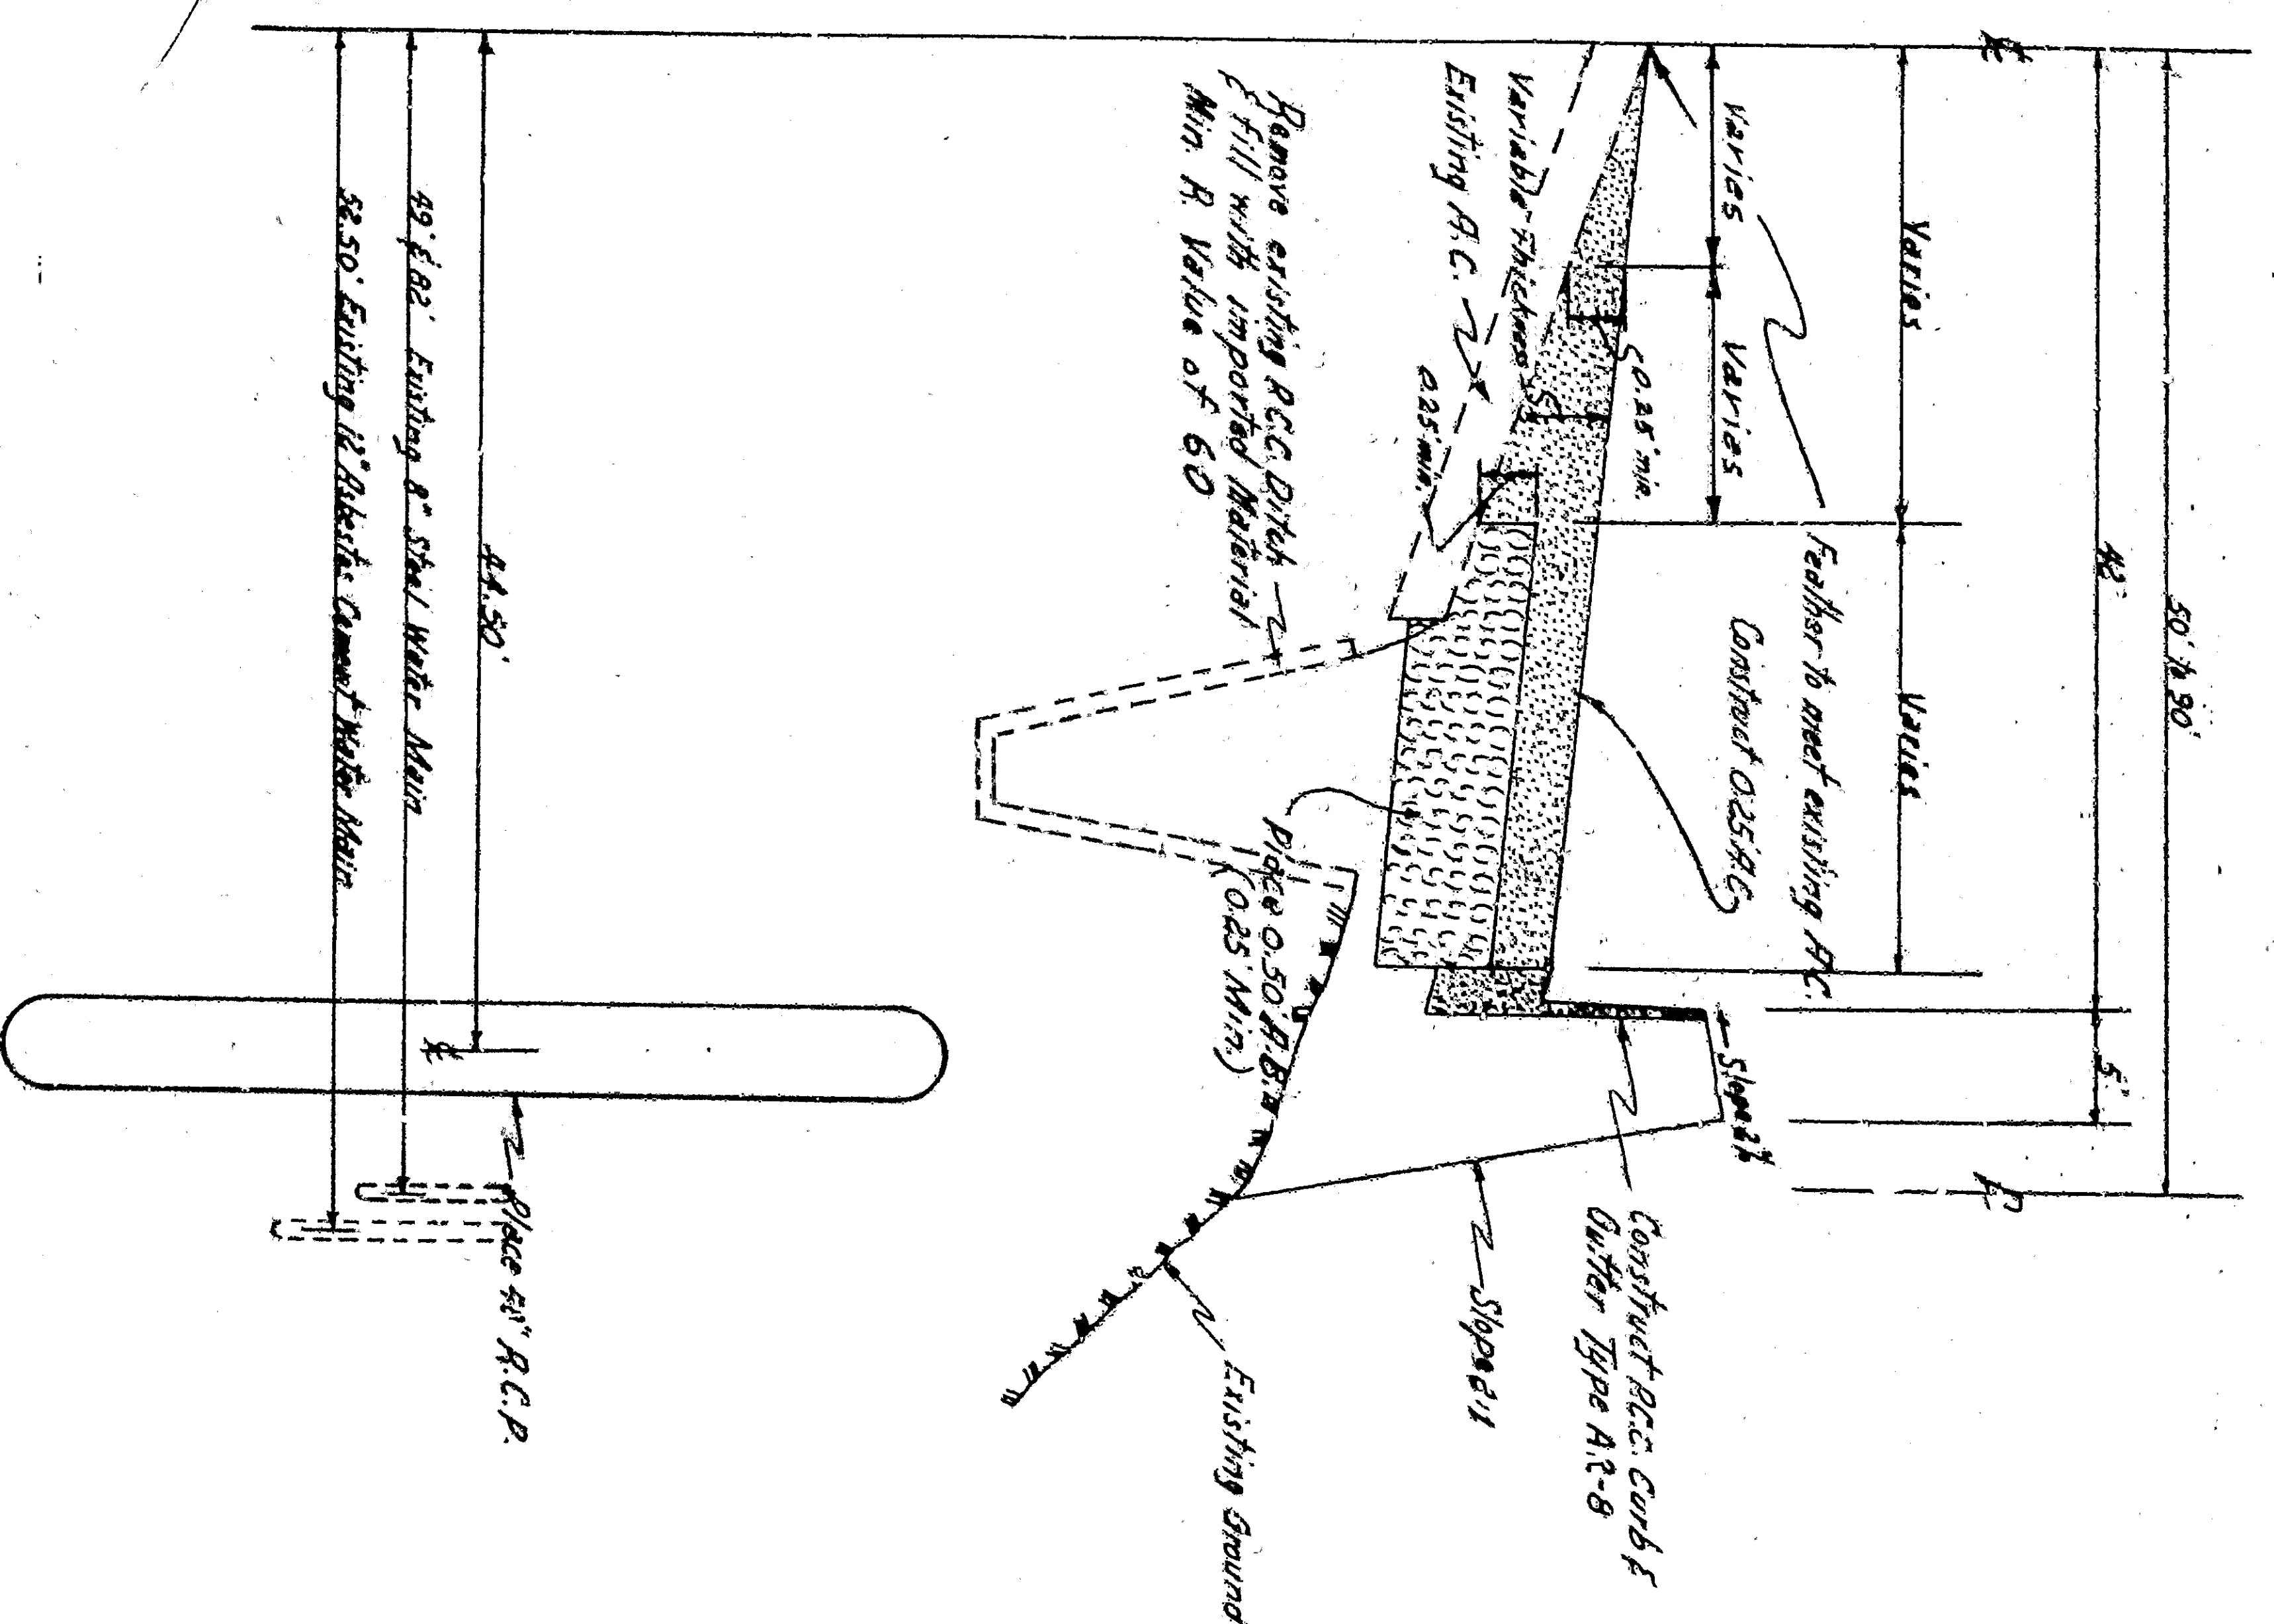 50' to 90'
42'
5'
℄
Varies
Varies
Varies
Varies
Feather to meet existing A.C.
Construct 0.25' A.C.
0.25' min.
Variable Thickness
Existing A.C.
0.25' min.
Slope
Construct P.C.C. Curb &
Gutter Type A2-8
Remove existing P.C.C. Ditch
& fill with imported Material
Min. R. Value of 60
Place 0.50' A.B.
(0.25' Min.)
Slope 2:1
Existing Ground
44.50'
℄
Place R.C.P.
49' & 82' Existing 8" Steel Water Main
52.50' Existing 12" Asbestos Cement Water Main